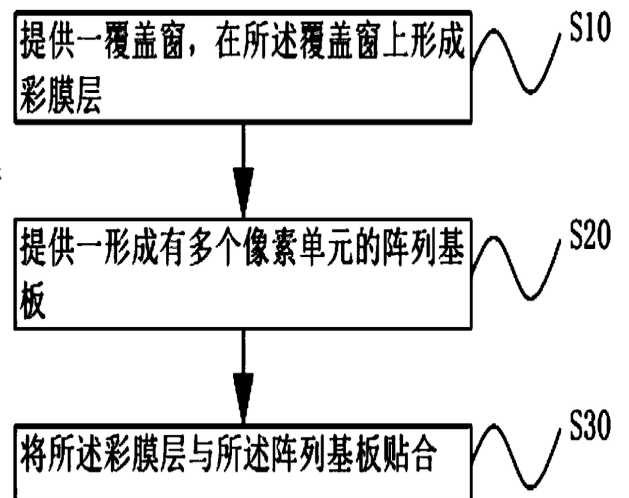 提供一覆盖窗，在所述覆盖窗上形成
彩膜层
S10
提供一形成有多个像素单元的阵列基
板
S20
将所述彩膜层与所述阵列基板贴合
S30